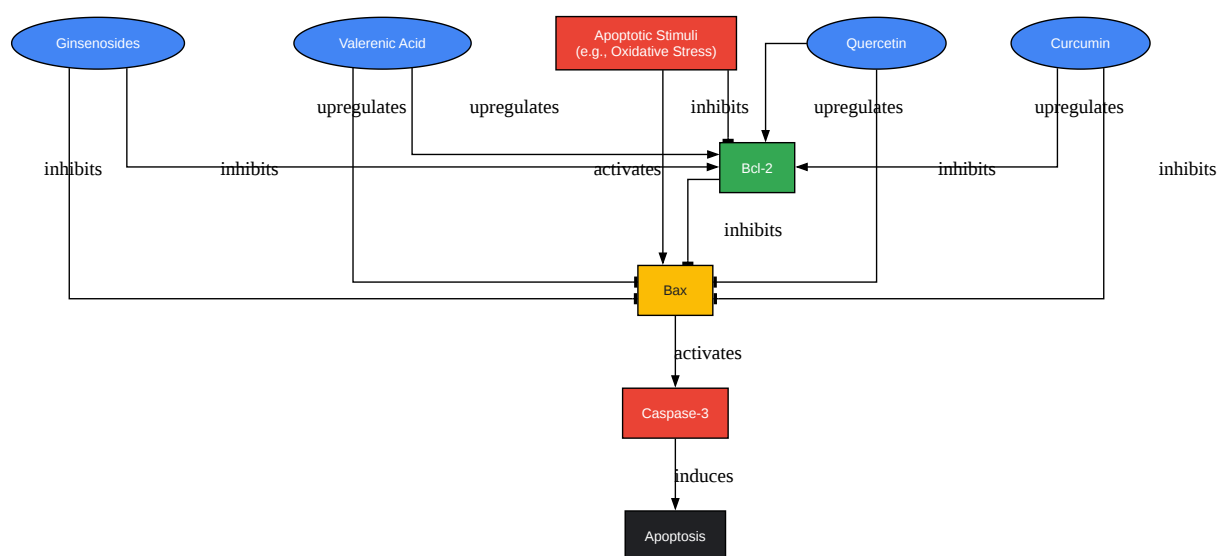 Ginsenosides
Valerenic Acid
Apoptotic Stimuli
(e.g., Oxidative Stress)
Quercetin
Curcumin
upregulates
upregulates
inhibits
upregulates
upregulates
inhibits
inhibits
activates
Bcl-2
inhibits
inhibits
inhibits
Bax
activates
Caspase-3
induces
Apoptosis